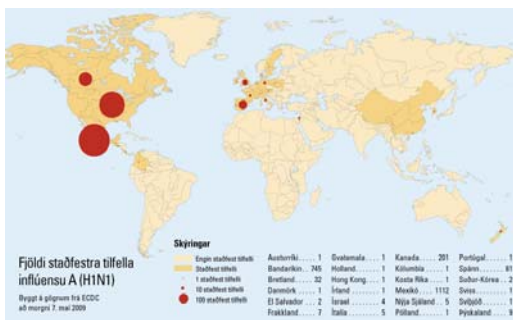 Fjöldi staðfestra tilfella
inflúensu A (H1N1)
Byggt á gögnum frá ECDC
að morgni 7. maí 2009
Skýringar
Engin staðfest tilfelli
Staðfest tilfelli
1 staðfest tilfelli
10 staðfest tilfelli
100 staðfest tilfelli
Austurríki . . . . 1
Bandaríkin . 745
Bretland . . . . 32
Danmörk . . . . 1
El Salvador . . 2
Frakkland . . . 7
Gvatemala . . . 1
Holland . . . . . 1
Hong Kong . . . 1
Írland . . . . . . 1
Ísrael . . . . . . 4
Ítalía . . . . . . . 5
Kanada . . . . 201
Kólumbía . . . . 1
Kosta Ríka . . . 1
Mexíkó . . . 1112
Nýja Sjáland . . 5
Pólland . . . . . 1
Portúgal . . . . . 1
Spánn . . . . . . 81
Suður-Kórea . . 2
Sviss . . . . . . . 1
Svíþjóð . . . . . 1
Þýskaland . . . 9